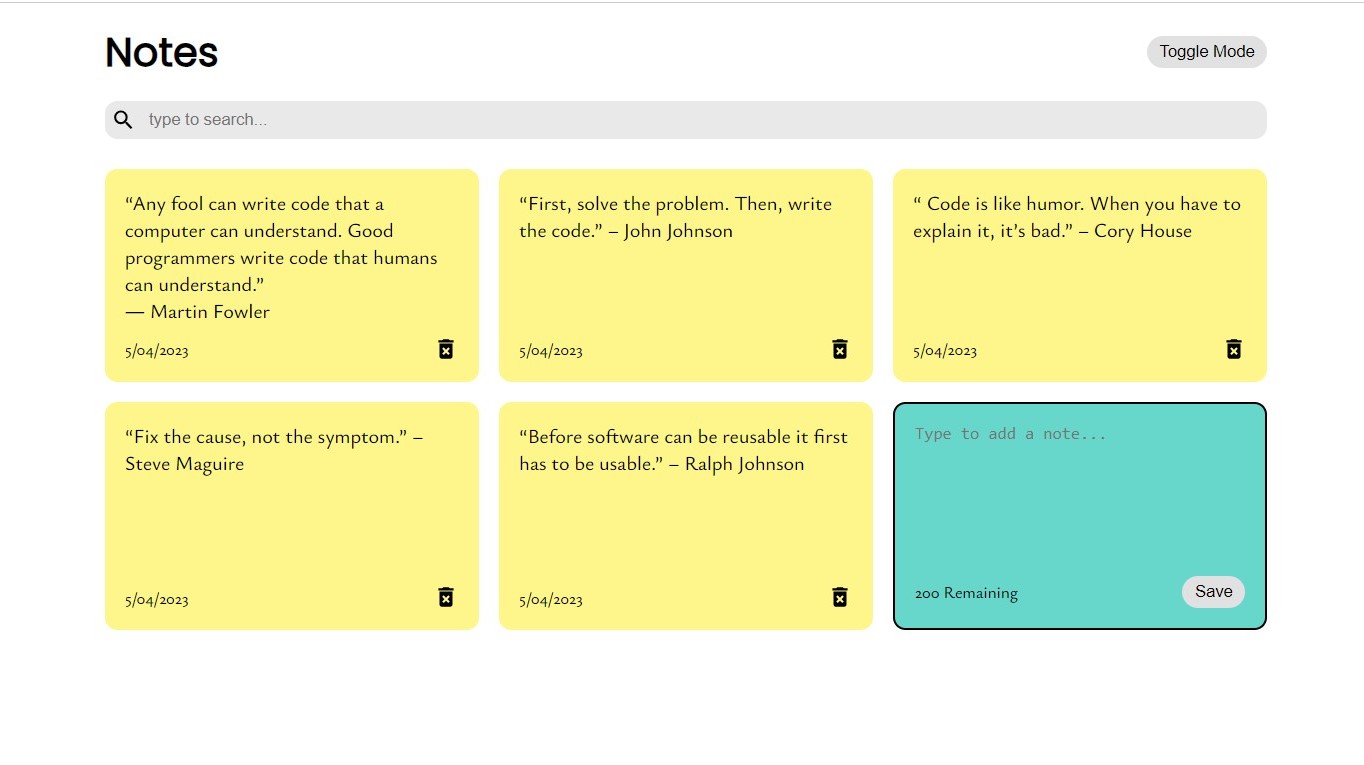 Notes
Toggle Mode
type to search...
“Any fool can write code that a
computer can understand. Good
programmers write code that humans
can understand.”
— Martin Fowler
5/04/2023
“First, solve the problem. Then, write
the code.” – John Johnson
5/04/2023
“ Code is like humor. When you have to
explain it, it’s bad.” – Cory House
5/04/2023
“Fix the cause, not the symptom.” –
Steve Maguire
5/04/2023
“Before software can be reusable it first
has to be usable.” – Ralph Johnson
5/04/2023
Type to add a note...
200 Remaining
Save